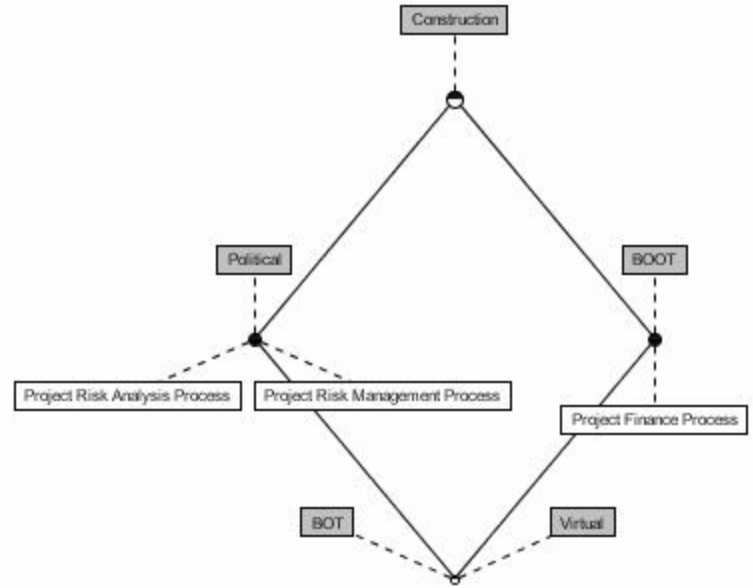 Construction
Political
BOOT
Project Risk Analysis Process
Project Risk Management Process
Project Finance Process
BOT
Virtual